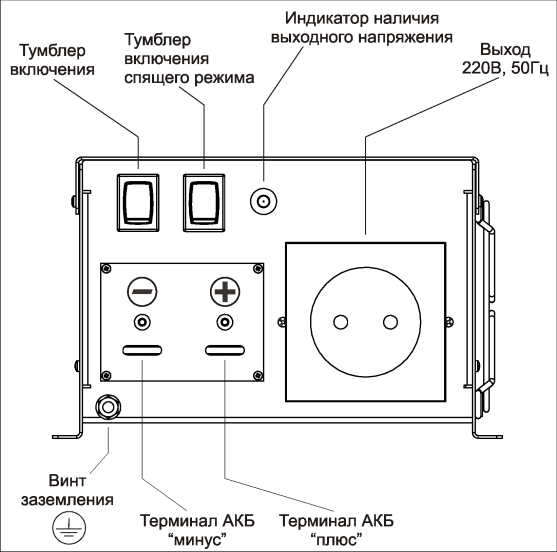 Тумблер
включения
Тумблер
включения
спящего режима
Индикатор наличия
выходного напряжения
Выход
220В, 50Гц
Винт
заземления
Терминал АКБ
“минус”
Терминал АКБ
“плюс”